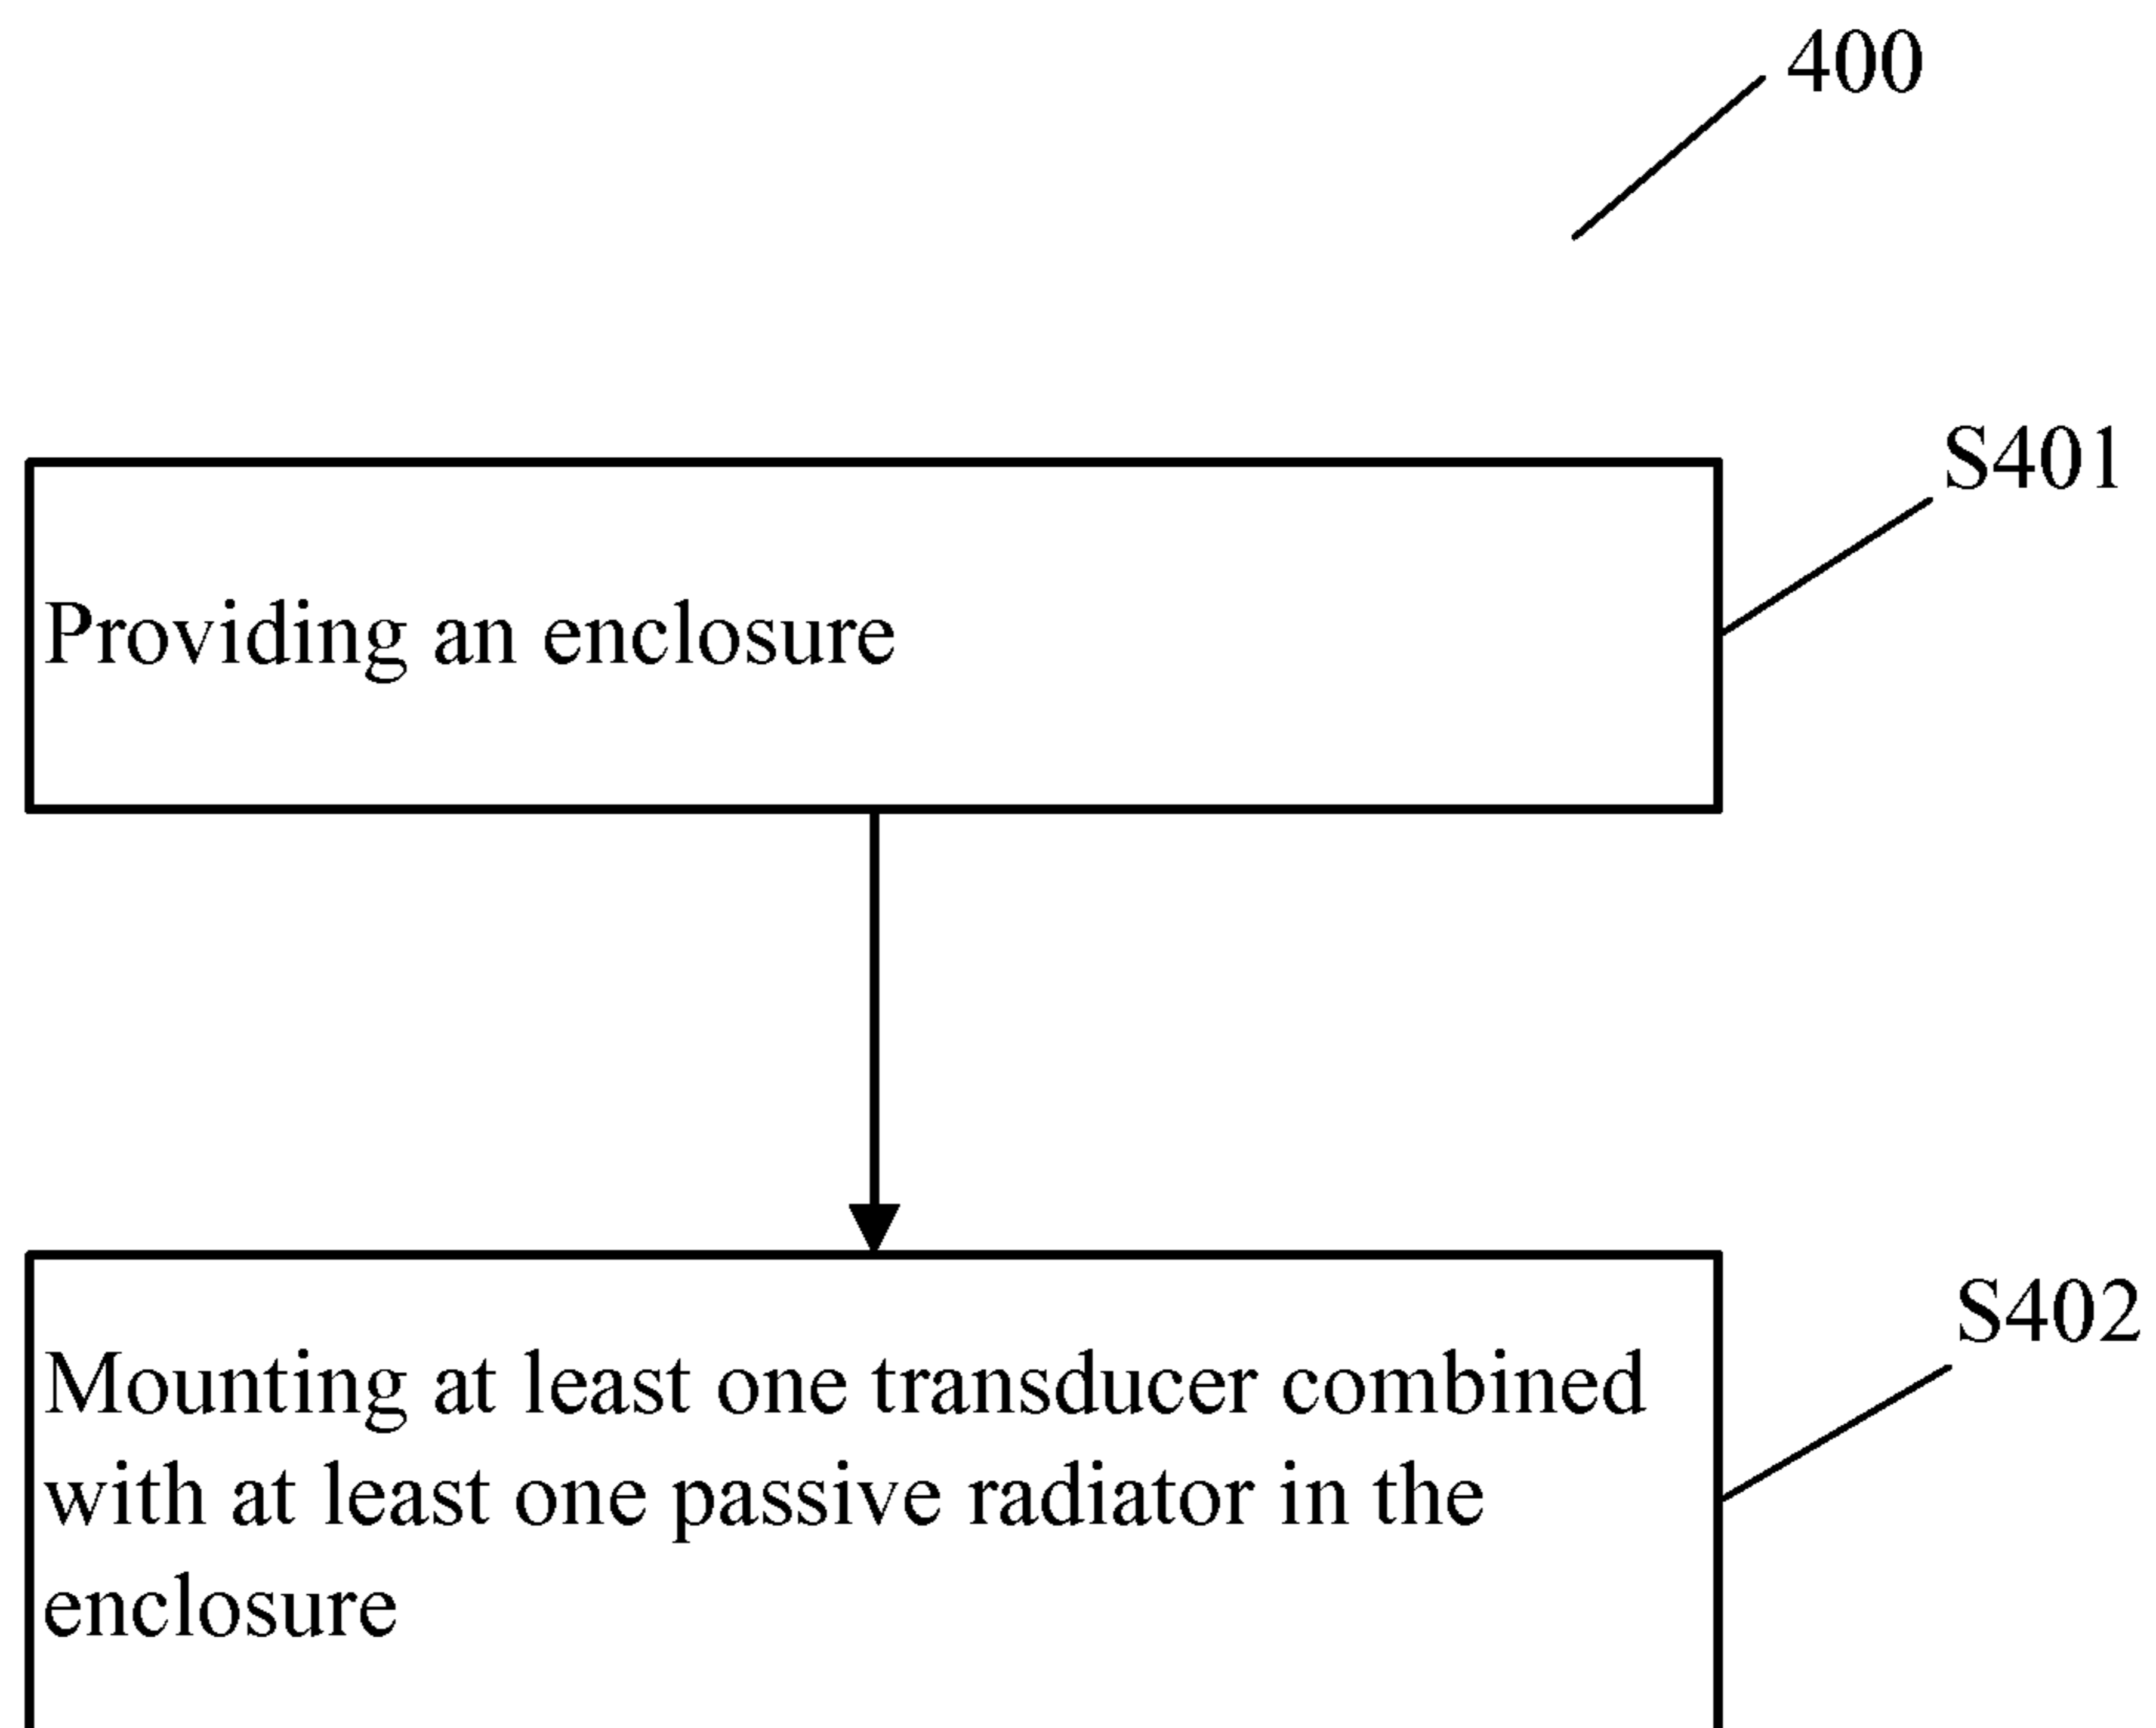 400
S401
Providing an enclosure
S402
Mounting at least one transducer combined
with at least one passive radiator in the
enclosure